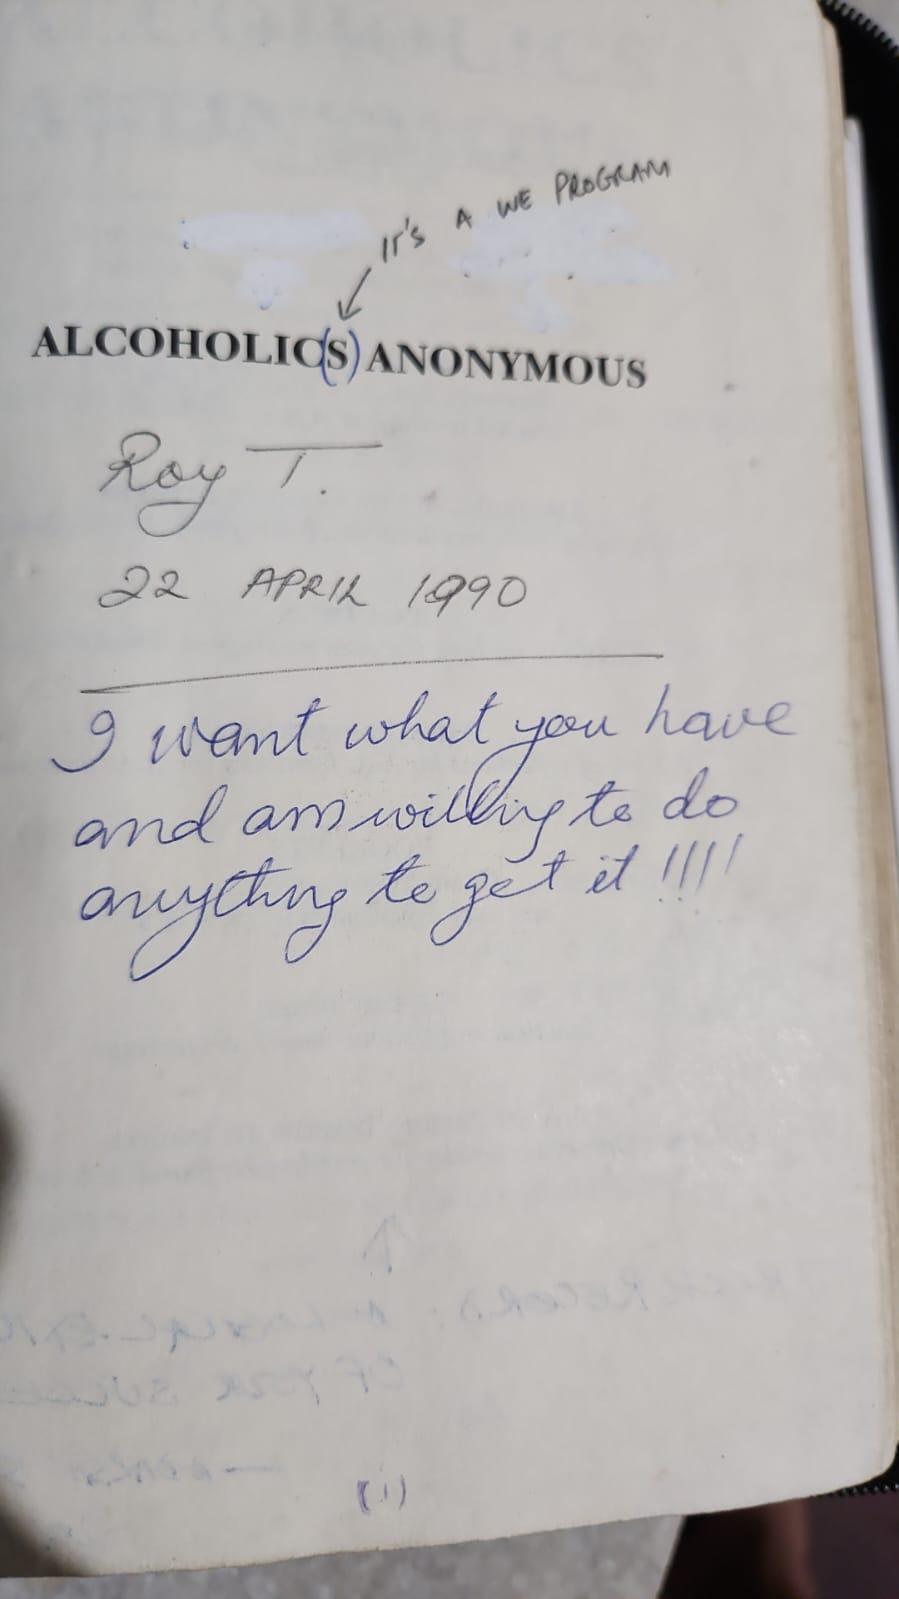 IT'S A WE PROGRAM
ALCOHOLIC(S) ANONYMOUS
Roy T.
22 APRIL 1990
I want what you have
and am willing to do
anything to get it !!!!
(1)